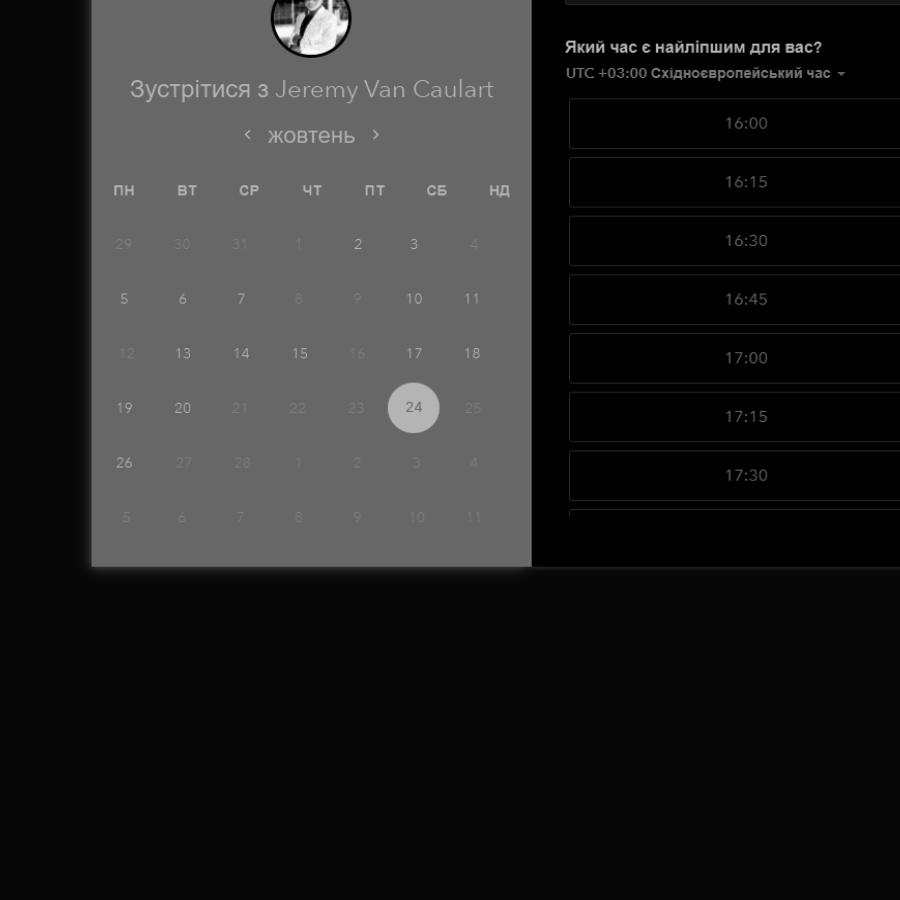 Зустрітися з Jeremy Van Caulart
жовтень
ПН ВТ СР ЧТ ПТ СБ НД
29 30 31 1 2 3 4
5 6 7 8 9 10 11
12 13 14 15 16 17 18
19 20 21 22 23 24 25
26 27 28 1 2 3 4
5 6 7 8 9 10 11
Який час є найліпшим для вас?
UTC +03:00 Східноєвропейський час
16:00
16:15
16:30
16:45
17:00
17:15
17:30